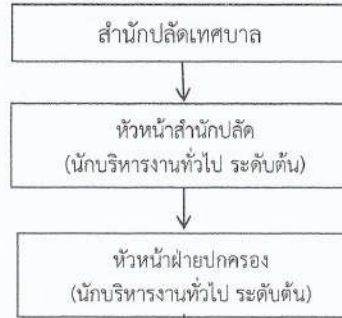 สำนักปลัดเทศบาล
หัวหน้าสำนักปลัด
(นักบริหารงานทั่วไป ระดับต้น)
หัวหน้าฝ่ายปกครอง
(นักบริหารงานทั่วไป ระดับต้น)